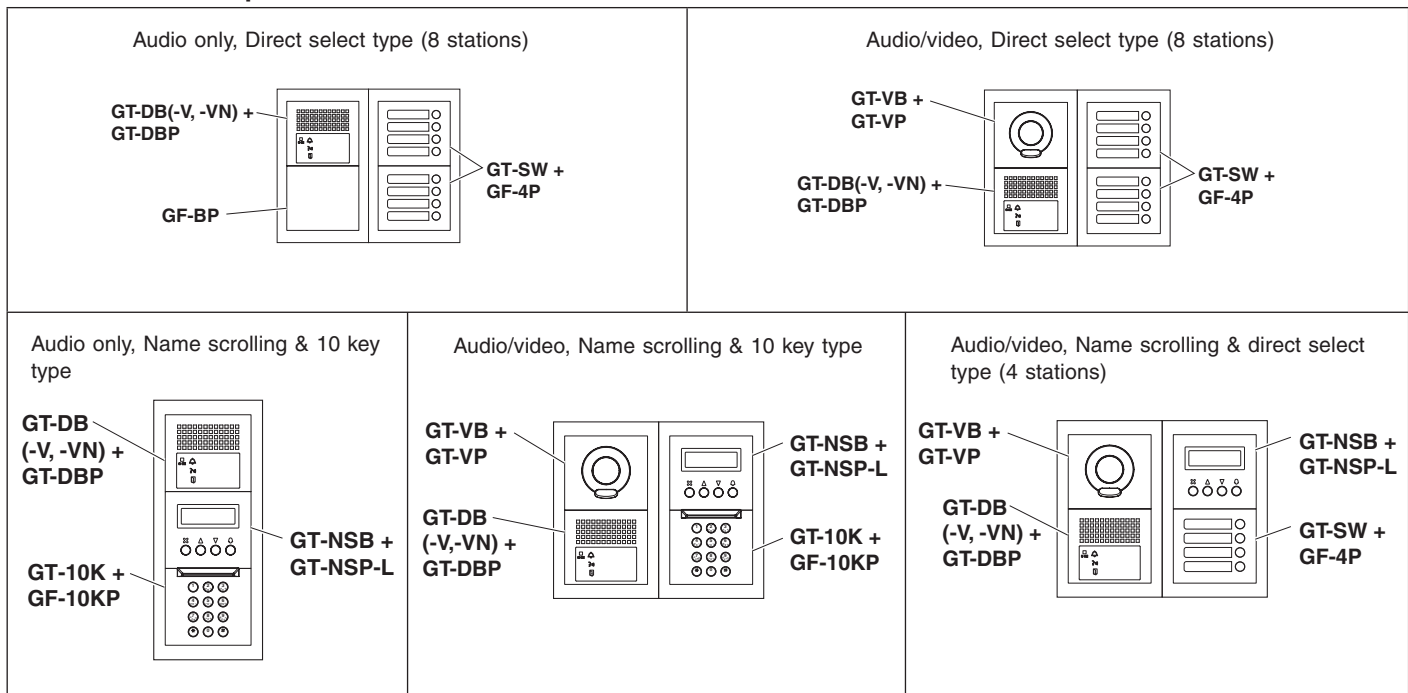 Audio only, Direct select type (8 stations)
GT-DB(-V, -VN) +
GT-DBP
GF-BP
GT-SW +
GF-4P
Audio/video, Direct select type (8 stations)
GT-VB +
GT-VP
GT-DB(-V, -VN) +
GT-DBP
GT-SW +
GF-4P
Audio only, Name scrolling & 10 key
type
GT-DB
(-V, -VN) +
GT-DBP
GT-10K +
GF-10KP
GT-NSB +
GT-NSP-L
Audio/video, Name scrolling & 10 key type
GT-VB +
GT-VP
GT-DB
(-V,-VN) +
GT-DBP
GT-NSB +
GT-NSP-L
GT-10K +
GF-10KP
Audio/video, Name scrolling & direct select
type (4 stations)
GT-VB +
GT-VP
GT-DB
(-V, -VN) +
GT-DBP
GT-NSB +
GT-NSP-L
GT-SW +
GF-4P